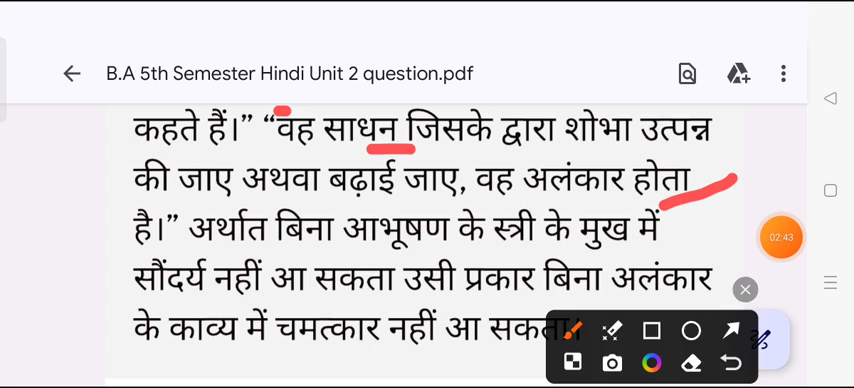 B.A 5th Semester Hindi Unit 2 question.pdf
कहते हैं।” “वह साधन जिसके द्वारा शोभा उत्पन्न
की जाए अथवा बढ़ाई जाए, वह अलंकार होता
है।” अर्थात बिना आभूषण के स्त्री के मुख में
सौंदर्य नहीं आ सकता उसी प्रकार बिना अलंकार
के काव्य में चमत्कार नहीं आ सकता।
02:43